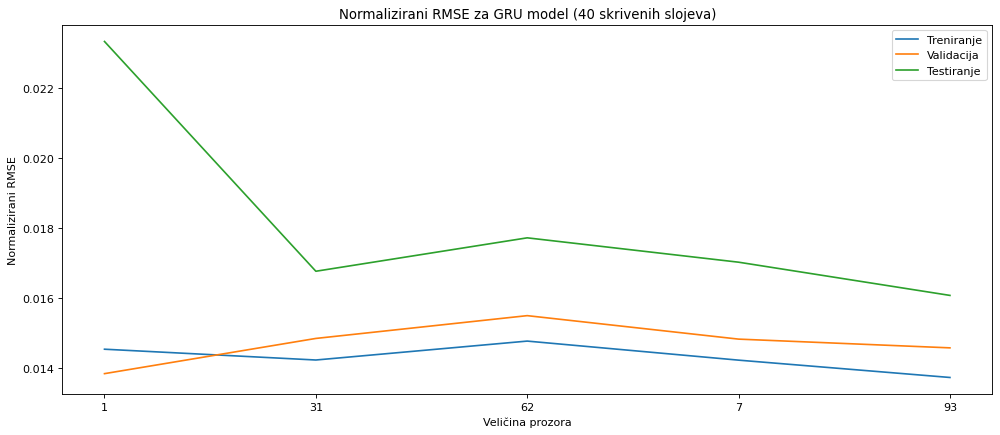 Normalizirani RMSE za GRU model (40 skrivenih slojeva)
Treniranje
Validacija
Testiranje
Normalizirani RMSE
0.022
0.020
0.018
0.016
0.014
1
31
62
7
93
Veličina prozora